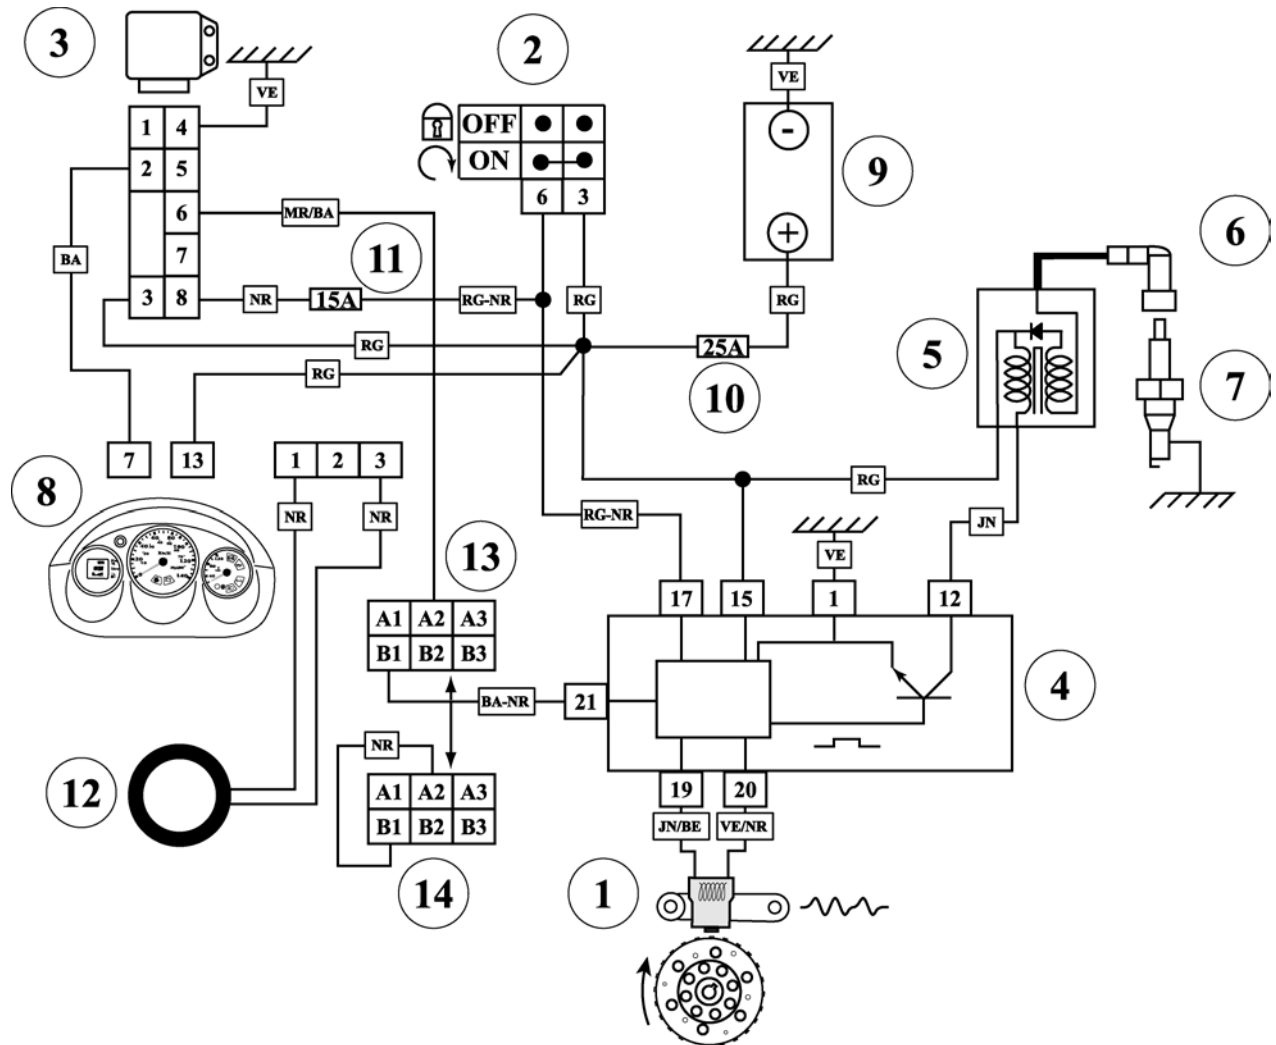 3
2
VE
VE
1 4
2 5
6
7
3 8
OFF
ON
6 3
-
+
9
6
MR/BA
BA
11
NR
15A
RG-NR
RG
RG
RG
25A
RG
10
5
7
7
13
1 2 3
8
NR
NR
RG
RG-NR
VE
JN
13
17
15
1
12
A1 A2 A3
B1 B2 B3
BA-NR
21
4
NR
12
A1 A2 A3
B1 B2 B3
19
20
JN/BE
VE/NR
14
1